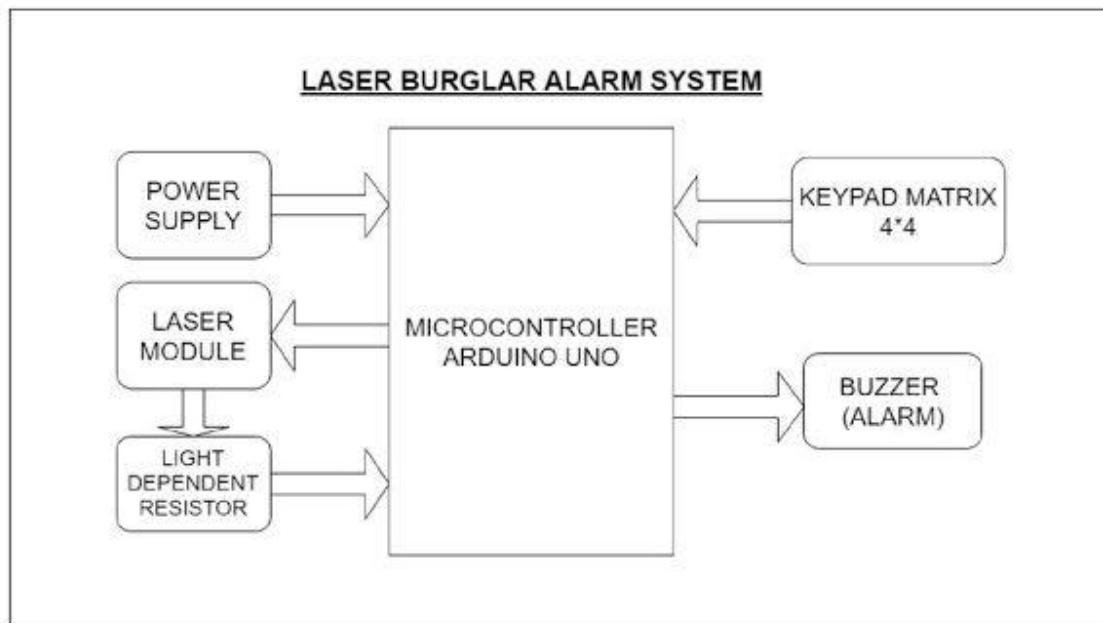 LASER BURGLAR ALARM SYSTEM
POWER
SUPPLY
KEYPAD MATRIX
4*4
LASER
MODULE
MICROCONTROLLER
ARDUINO UNO
BUZZER
(ALARM)
LIGHT
DEPENDENT
RESISTOR